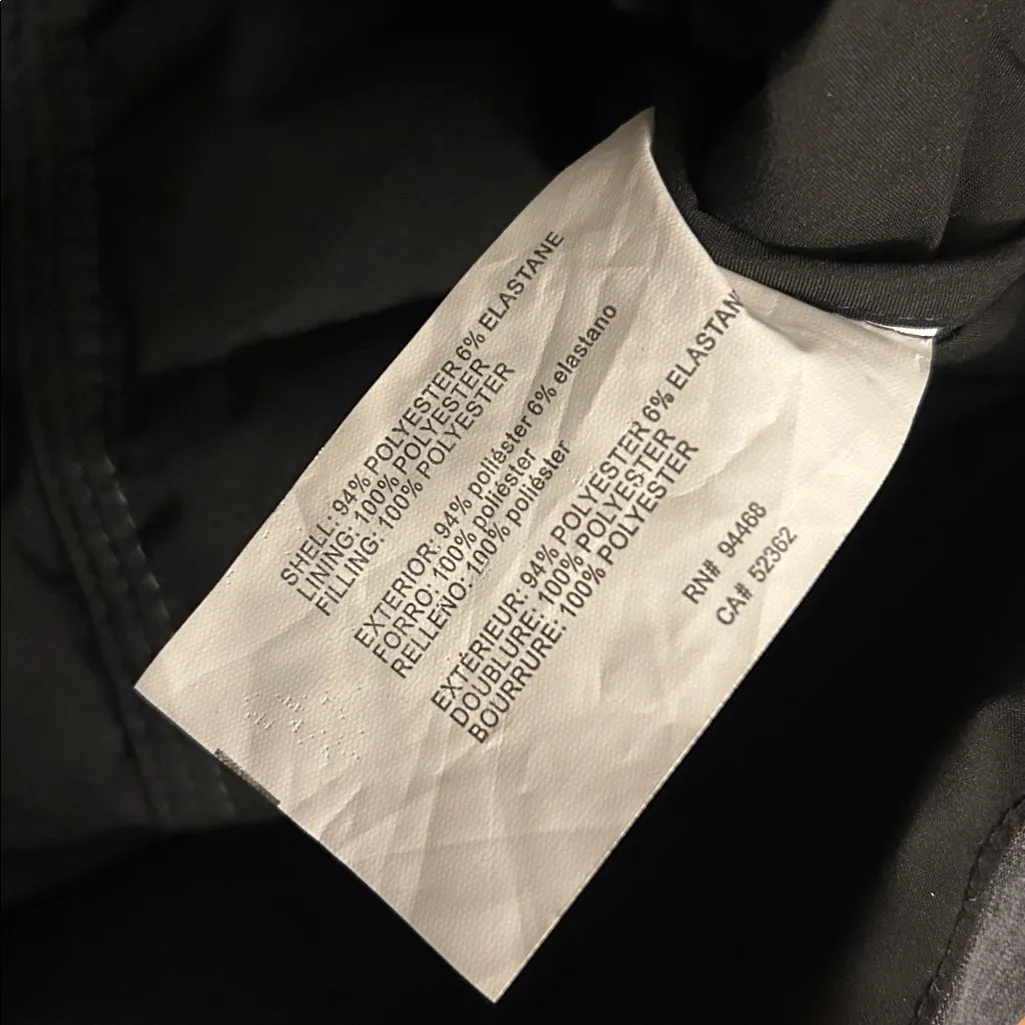 SHELL: 94% POLYESTER 6% ELASTANE
LINING: 100% POLYESTER
FILLING: 100% POLYESTER
EXTERIOR: 94% poliéster 6% elastano
FORRO: 100% poliéster
RELLENO: 100% poliéster
EXTÉRIEUR: 94% POLYESTER 6% ELASTAN
DOUBLURE: 100% POLYESTER
BOURRURE: 100% POLYESTER
RN# 94468
CA# 52362